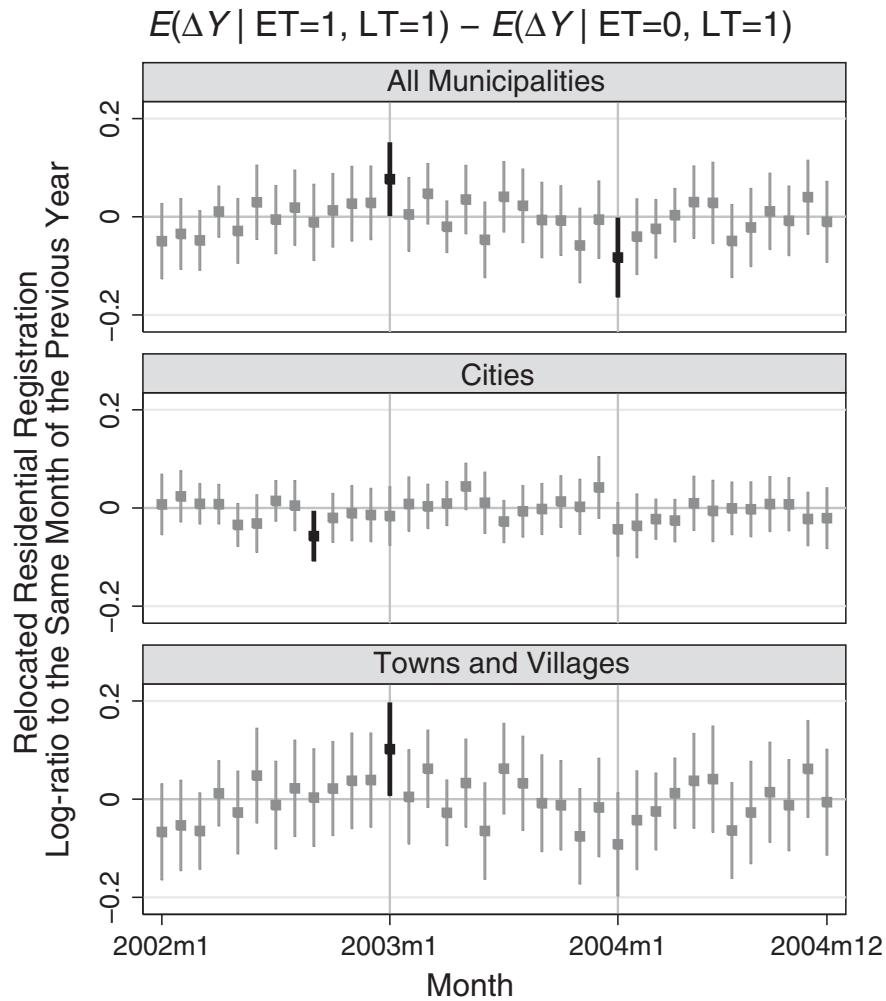 E(ΔY | ET=1, LT=1) − E(ΔY | ET=0, LT=1)
Relocated Residential Registration
Log-ratio to the Same Month of the Previous Year
All Municipalities
0.2
0
−0.2
Cities
0.2
0
−0.2
Towns and Villages
0.2
0
−0.2
2002m1 2003m1 2004m1 2004m12
Month